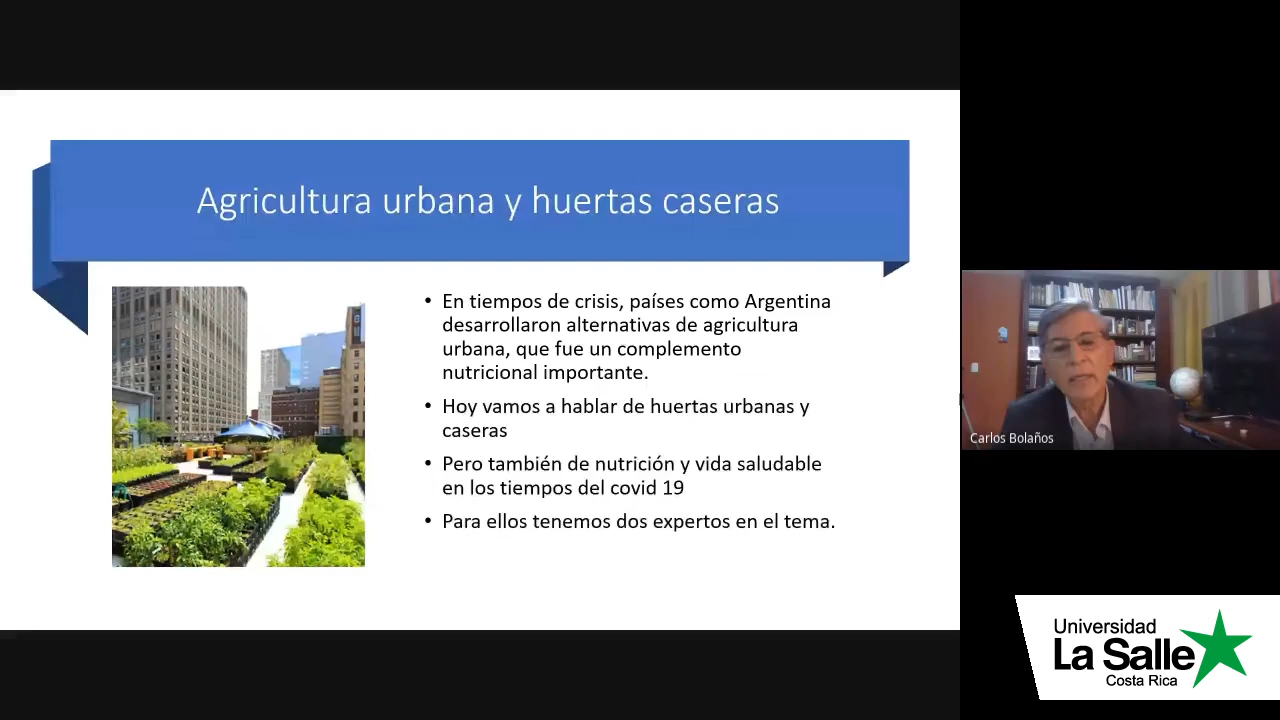 Agricultura urbana y huertas caseras
• En tiempos de crisis, países como Argentina
desarrollaron alternativas de agricultura
urbana, que fue un complemento
nutricional importante.
• Hoy vamos a hablar de huertas urbanas y
caseras
• Pero también de nutrición y vida saludable
en los tiempos del covid 19
• Para ellos tenemos dos expertos en el tema.
Carlos Bolaños
Universidad
La Salle
Costa Rica